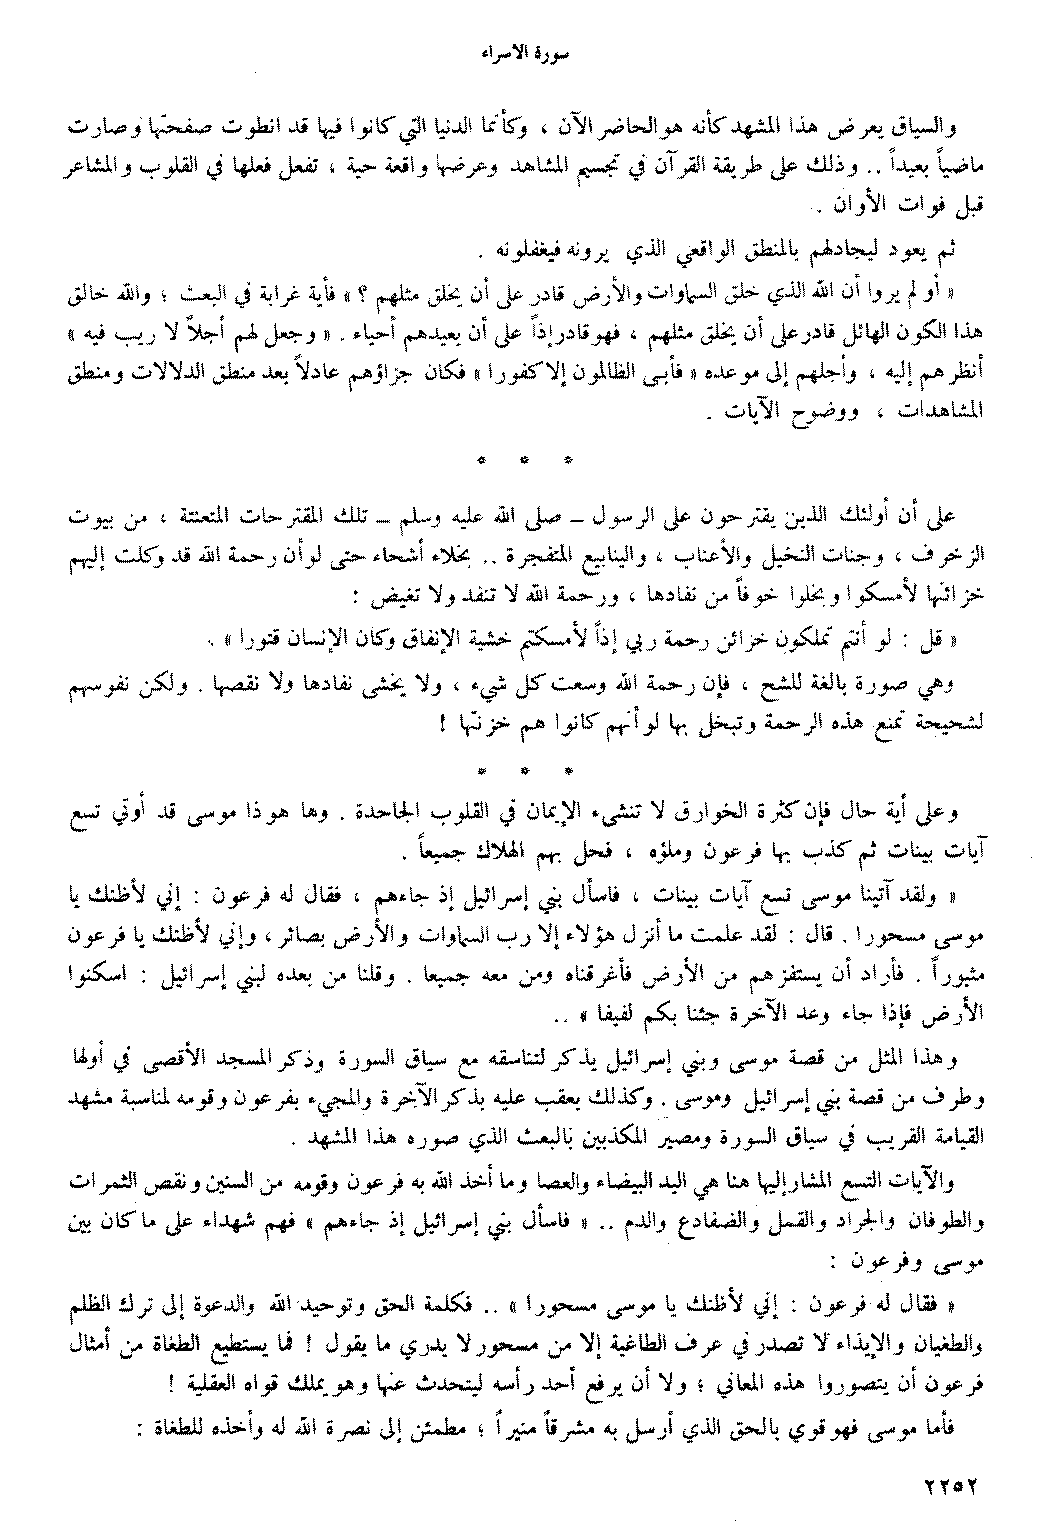 سورة الاسراء
والسياق يعرض هذا المشهد كأنه هو الحاضر الآن ، وكأنما الدنيا التي كانوا فيها قد انطوت صفحتها وصارت
ماضياً بعيداً .. وذلك على طريقة القرآن في تجسيم المشاهد وعرضها واقعة حية ، تفعل فعلها في القلوب والمشاعر
قبل فوات الأوان .
ثم يعود ليجادلهم بالمنطق الواقعي الذي يرونه فيغفلونه .
« أو لم يروا أن الله الذي خلق السماوات والأرض قادر على أن يخلق مثلهم ؟ » فأية غرابة في البعث ؛ والله خالق
هذا الكون الهائل قادر على أن يخلق مثلهم ، فهو قادر إذاً على أن يعيدهم أحياء . « وجعل لهم أجلاً لا ريب فيه »
أنظرهم إليه ، وأجلهم إلى موعده « فأبى الظالمون إلا كفورا » فكان جزاؤهم عادلاً بعد منطق الدلالات ومنطق
المشاهدات ، ووضوح الآيات .
* * *
على أن أولئك الذين يقترحون على الرسول – صلى الله عليه وسلم – تلك المقترحات المتعنتة ، من بيوت
الزخرف ، وجنات النخيل والأعناب ، والينابيع المتفجرة .. بخلاء أشحاء حتى لو أن رحمة الله قد وكلت إليهم
خزائنها لأمسكوا وبخلوا خوفاً من نفادها ، ورحمة الله لا تنفد ولا تغيض :
« قل : لو أنتم تملكون خزائن رحمة ربي إذاً لأمسكتم خشية الإنفاق وكان الإنسان قتورا » .
وهي صورة بالغة للشح ، فإن رحمة الله وسعت كل شيء ، ولا يخشى نفادها ولا نقصها . ولكن نفوسهم
لشحيحة تمنع هذه الرحمة وتبخل بها لو أنهم كانوا هم خزنتها !
* * *
وعلى أية حال فإن كثرة الخوارق لا تنشىء الإيمان في القلوب الجاحدة . وها هو ذا موسى قد أوتي تسع
آيات بينات ثم كذب بها فرعون وملؤه ، فحل بهم الهلاك جميعاً .
« ولقد آتينا موسى تسع آيات بينات ، فاسأل بني إسرائيل إذ جاءهم ، فقال له فرعون : إني لأظنك يا
موسى مسحورا . قال : لقد علمت ما أنزل هؤلاء إلا رب السماوات والأرض بصائر ، وإني لأظنك يا فرعون
مثبوراً . فأراد أن يستفزهم من الأرض فأغرقناه ومن معه جميعا . وقلنا من بعده لبني إسرائيل : اسكنوا
الأرض فإذا جاء وعد الآخرة جئنا بكم لفيفا » ..
وهذا المثل من قصة موسى وبني إسرائيل يذكر لتناسقه مع سياق السورة وذكر المسجد الأقصى في أولها
وطرف من قصة بني إسرائيل وموسى . وكذلك يعقب عليه بذكر الآخرة والمجيء بفرعون وقومه لمناسبة مشهد
القيامة القريب في سياق السورة ومصير المكذبين بالبعث الذي صوره هذا المشهد .
والآيات التسع المشار إليها هنا هي اليد البيضاء والعصا وما أخذ الله به فرعون وقومه من السنين ونقص الثمرات
والطوفان والجراد والقمل والضفادع والدم .. « فاسأل بني إسرائيل إذ جاءهم » فهم شهداء على ما كان بين
موسى وفرعون :
« فقال له فرعون : إني لأظنك يا موسى مسحورا » .. فكلمة الحق وتوحيد الله والدعوة إلى ترك الظلم
والطغيان والإيذاء لا تصدر في عرف الطاغية إلا من مسحور لا يدري ما يقول ! فما يستطيع الطغاة من أمثال
فرعون أن يتصوروا هذه المعاني ؛ ولا أن يرفع أحد رأسه ليتحدث عنها وهو يملك قواه العقلية !
فأما موسى فهو قوي بالحق الذي أرسل به مشرقاً منيراً ؛ مطمئن إلى نصرة الله له وأخذه للطغاة :
٢٢٥٢